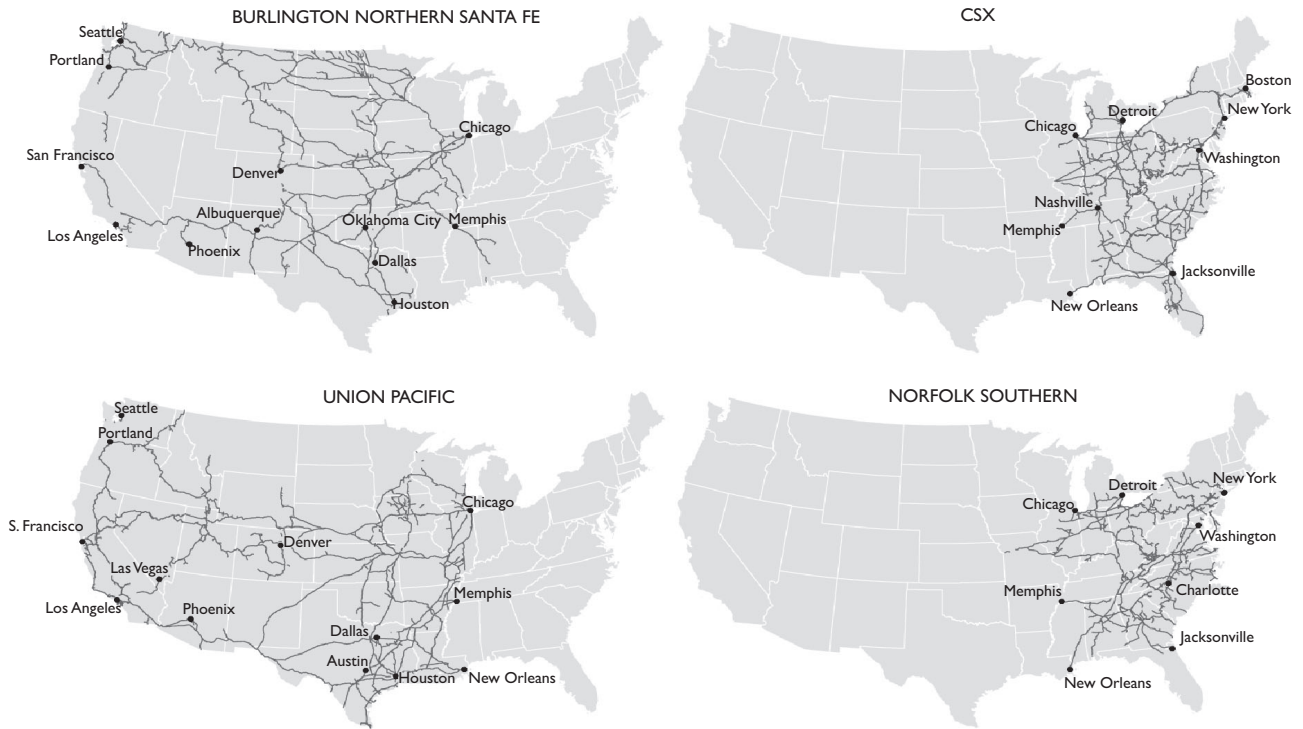 BURLINGTON NORTHERN SANTA FE
Seattle
Portland
Chicago
San Francisco
Denver
Albuquerque
Oklahoma City
Memphis
Los Angeles
Phoenix
Dallas
Houston
CSX
Boston
Detroit
New York
Chicago
Washington
Nashville
Memphis
Jacksonville
New Orleans
UNION PACIFIC
Seattle
Portland
Chicago
S. Francisco
Denver
Las Vegas
Memphis
Los Angeles
Phoenix
Dallas
Austin
Houston
New Orleans
NORFOLK SOUTHERN
New York
Detroit
Chicago
Washington
Memphis
Charlotte
Jacksonville
New Orleans